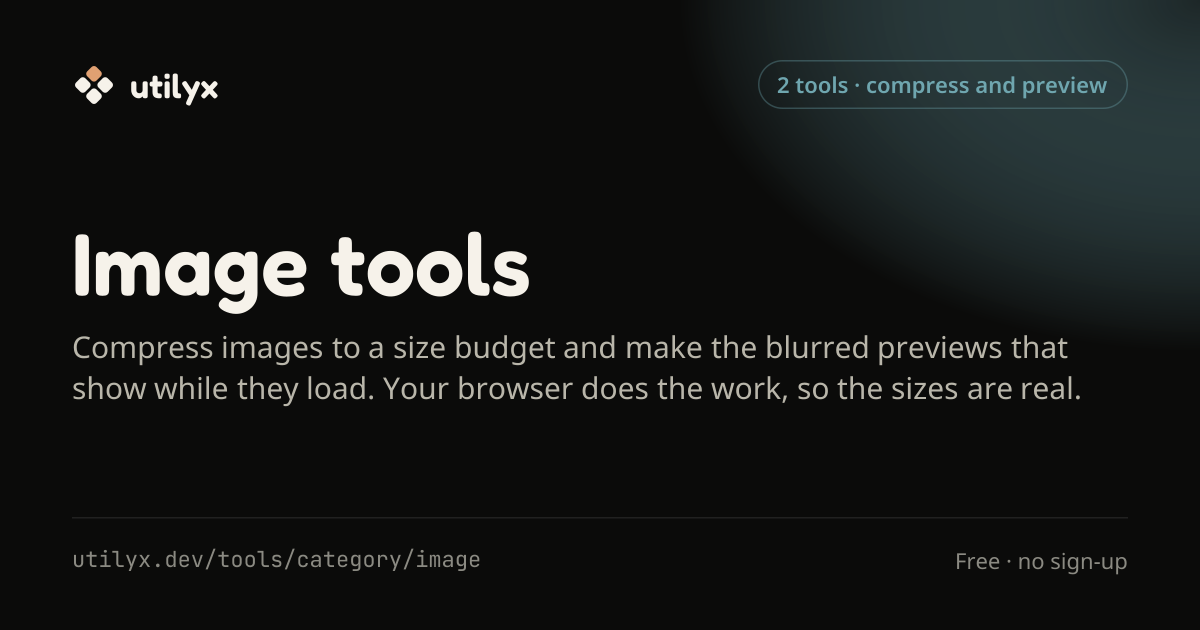 utilyx
2 tools · compress and preview
Image tools
Compress images to a size budget and make the blurred previews that
show while they load. Your browser does the work, so the sizes are real.
utilyx.dev/tools/category/image
Free · no sign-up